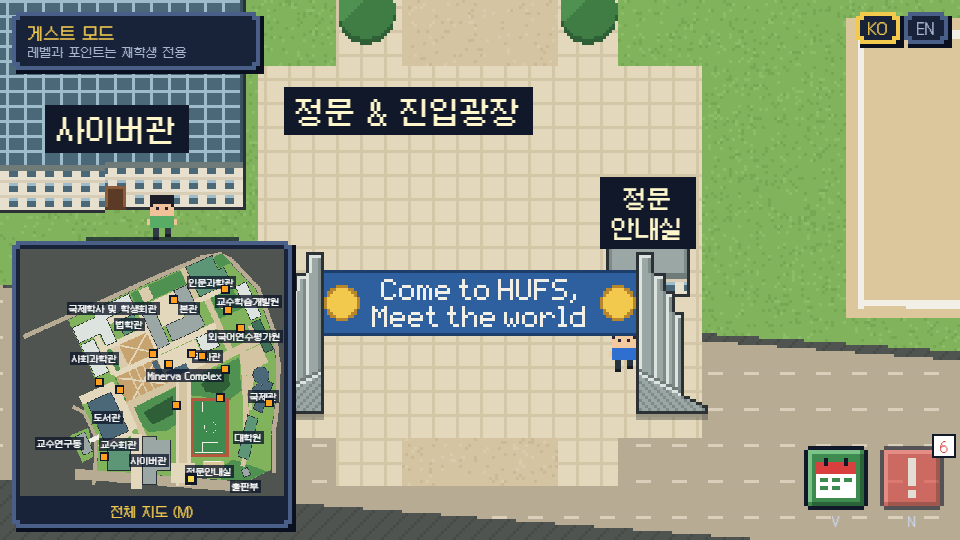 게스트 모드
레벨과 포인트는 재학생 전용
KO
EN
사이버관
정문 & 진입광장
정문
안내실
Come to HUFS,
Meet the world
인문과학관
국제학사 및 학생회관
본관
교수학습개발원
법학관
외국어연수평가원
사회과학관
Minerva Complex
국제관
도서관
대학원
교수연구동
교수회관
사이버관
정문안내실
출판부
전체 지도 (M)
6
V
N